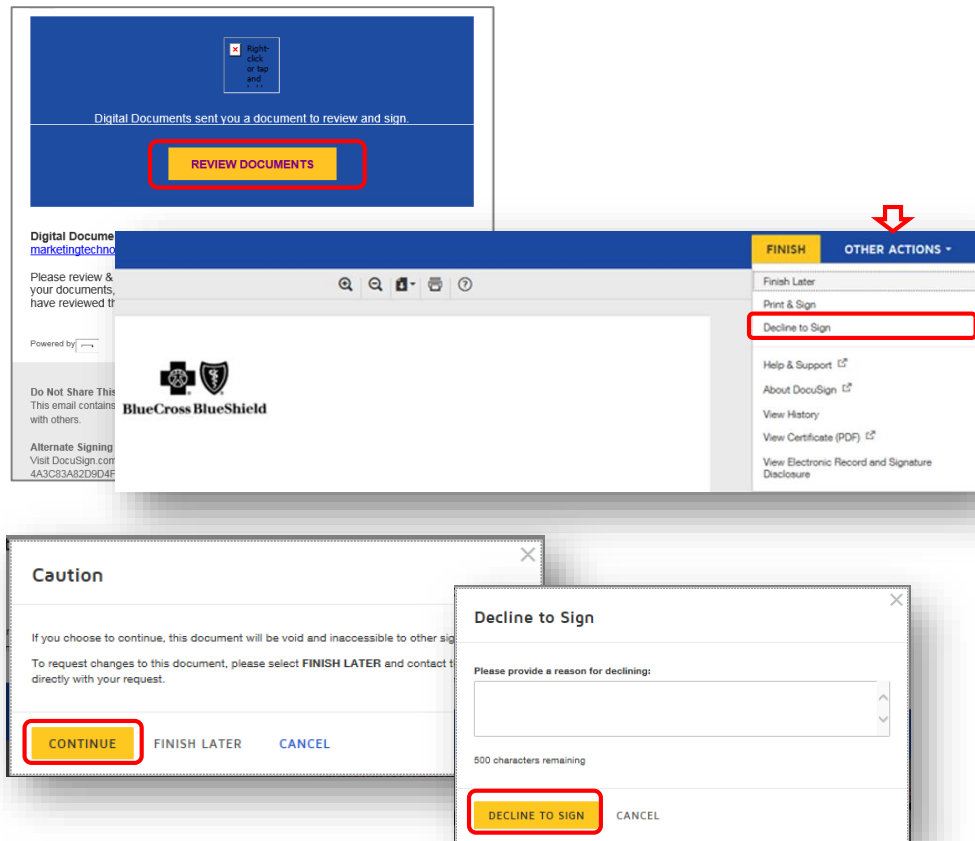 Right-
click
or tap
and
Digital Documents sent you a document to review and sign.
REVIEW DOCUMENTS
Digital Docume
marketingtechno
Please review &
your documents,
have reviewed th
Powered by
Do Not Share This
This email contains
with others.
Alternate Signing
Visit DocuSign.com
4A3C83A82D9D4F
FINISH
OTHER ACTIONS
Finish Later
Print & Sign
Decline to Sign
Help & Support
About DocuSign
View History
View Certificate (PDF)
View Electronic Record and Signature
Disclosure
BlueCross BlueShield
Caution
If you choose to continue, this document will be void and inaccessible to other sig
To request changes to this document, please select FINISH LATER and contact t
directly with your request.
CONTINUE
FINISH LATER
CANCEL
Decline to Sign
Please provide a reason for declining:
500 characters remaining
DECLINE TO SIGN
CANCEL